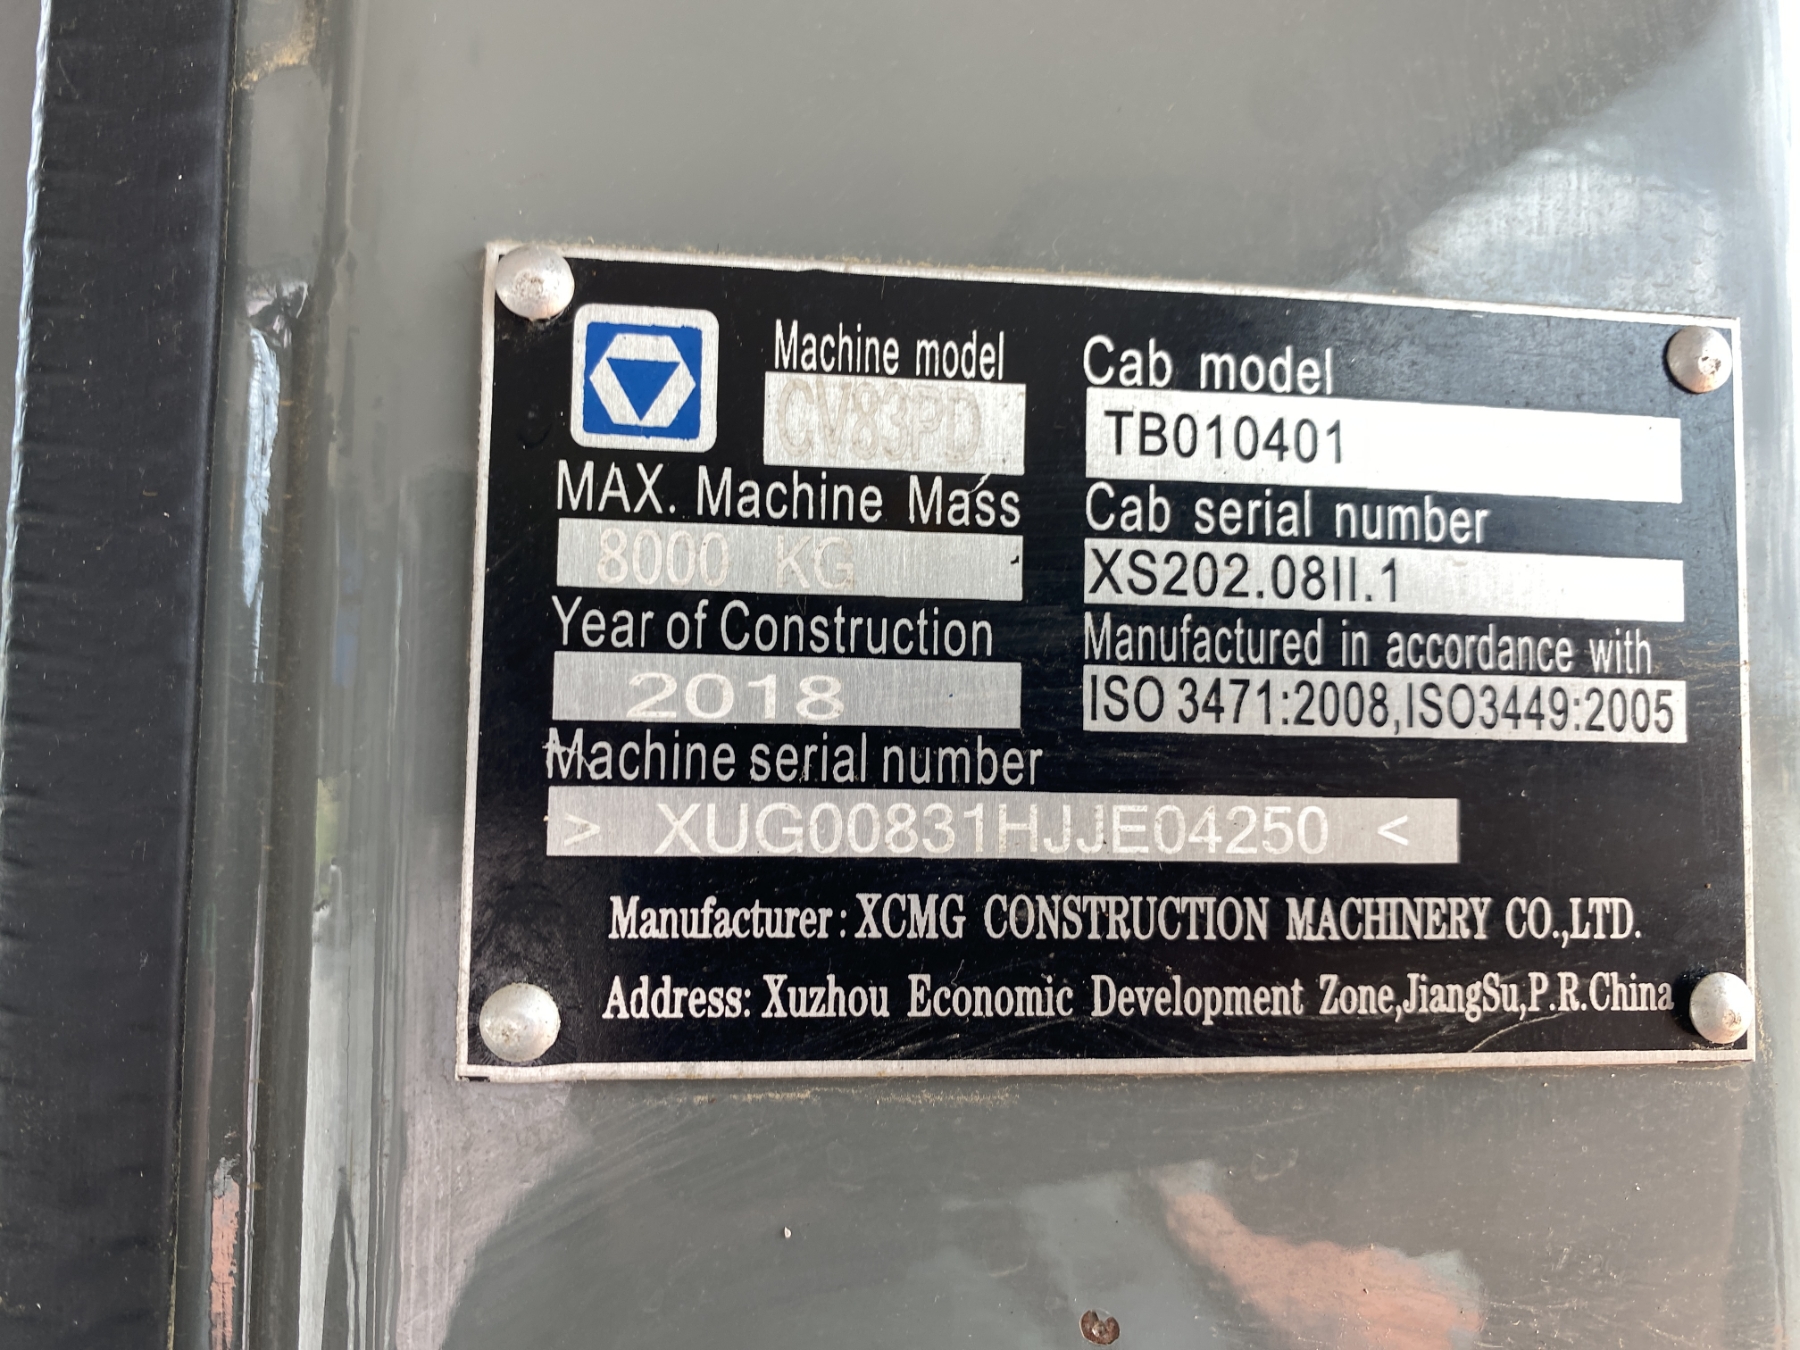 Machine model
CV83PD
MAX. Machine Mass
8000 KG
Year of Construction
2018
Machine serial number
> XUG00831HJJE04250 <
Cab model
TB010401
Cab serial number
XS202.08II.1
Manufactured in accordance with
ISO 3471:2008,ISO3449:2005
Manufacturer: XCMG CONSTRUCTION MACHINERY CO.,LTD.
Address: Xuzhou Economic Development Zone,JiangSu,P.R.China